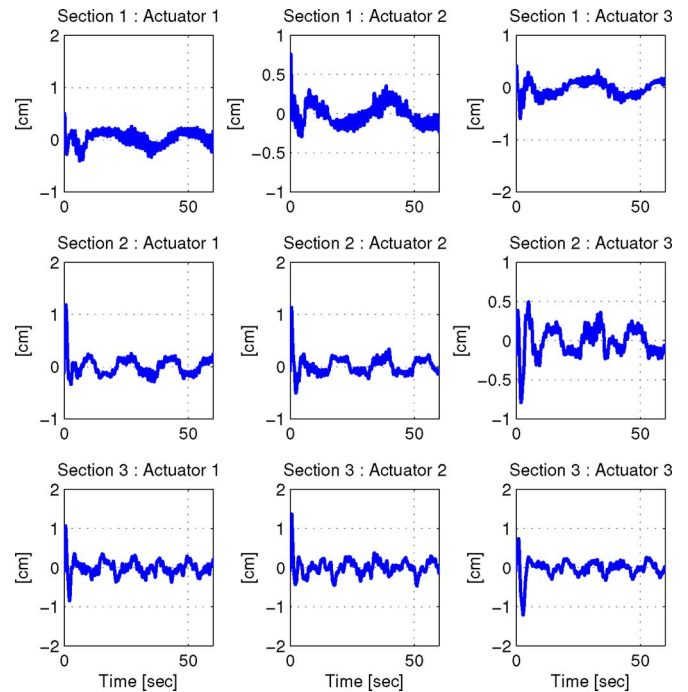 Section 1 : Actuator 1 Section 1 : Actuator 2 Section 1 : Actuator 3
2 1 1
1 0.5 0
[cm] [cm] [cm]
0 0 −1
−0.5
−1 −1 −2
0 50 0 50 0 50
Section 2 : Actuator 1 Section 2 : Actuator 2 Section 2 : Actuator 3
2 2 1
1 1 0.5
[cm] [cm] [cm]
0 0 0
−0.5
−1 −1 −1
0 50 0 50 0 50
Section 3 : Actuator 1 Section 3 : Actuator 2 Section 3 : Actuator 3
2 2 2
1 1 1
[cm] [cm] [cm]
0 0 0
−1 −1 −1
−2 −2 −2
0 50 0 50 0 50
Time [sec] Time [sec] Time [sec]